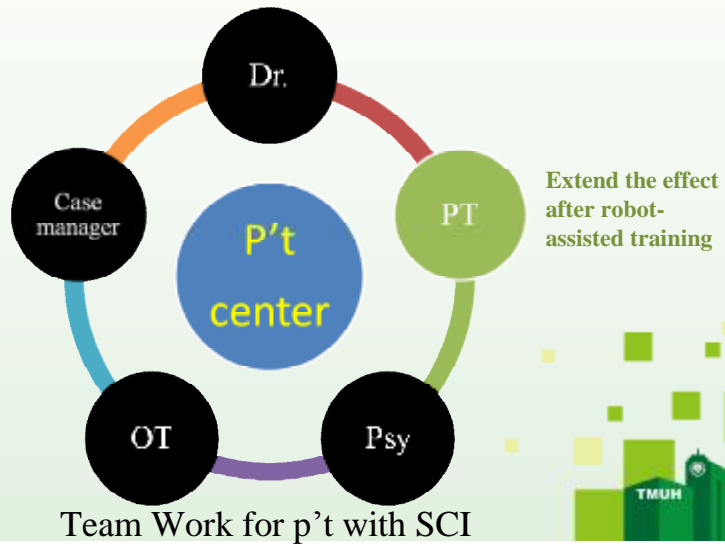 Dr.
Case
manager
P't
center
PT
Extend the effect
after robot-
assisted training
OT
Psy
TMUH
Team Work for p't with SCI